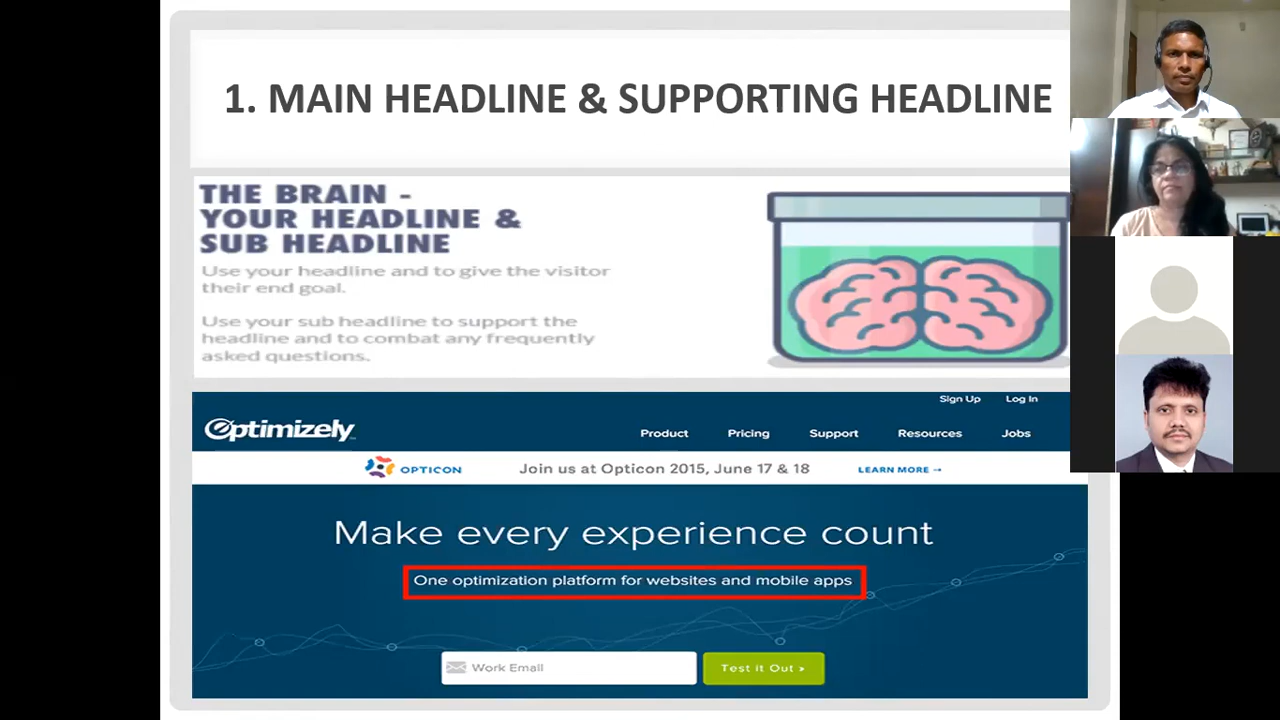 1. MAIN HEADLINE & SUPPORTING HEADLINE
THE BRAIN -
YOUR HEADLINE &
SUB HEADLINE
Use your headline and to give the visitor
their end goal.
Use your sub headline to support the
headline and to combat any frequently
asked questions.
Sign Up Log In
Optimizely
Product Pricing Support Resources Jobs
OPTICON Join us at Opticon 2015, June 17 & 18 LEARN MORE →
Make every experience count
One optimization platform for websites and mobile apps
Work Email Test it Out »